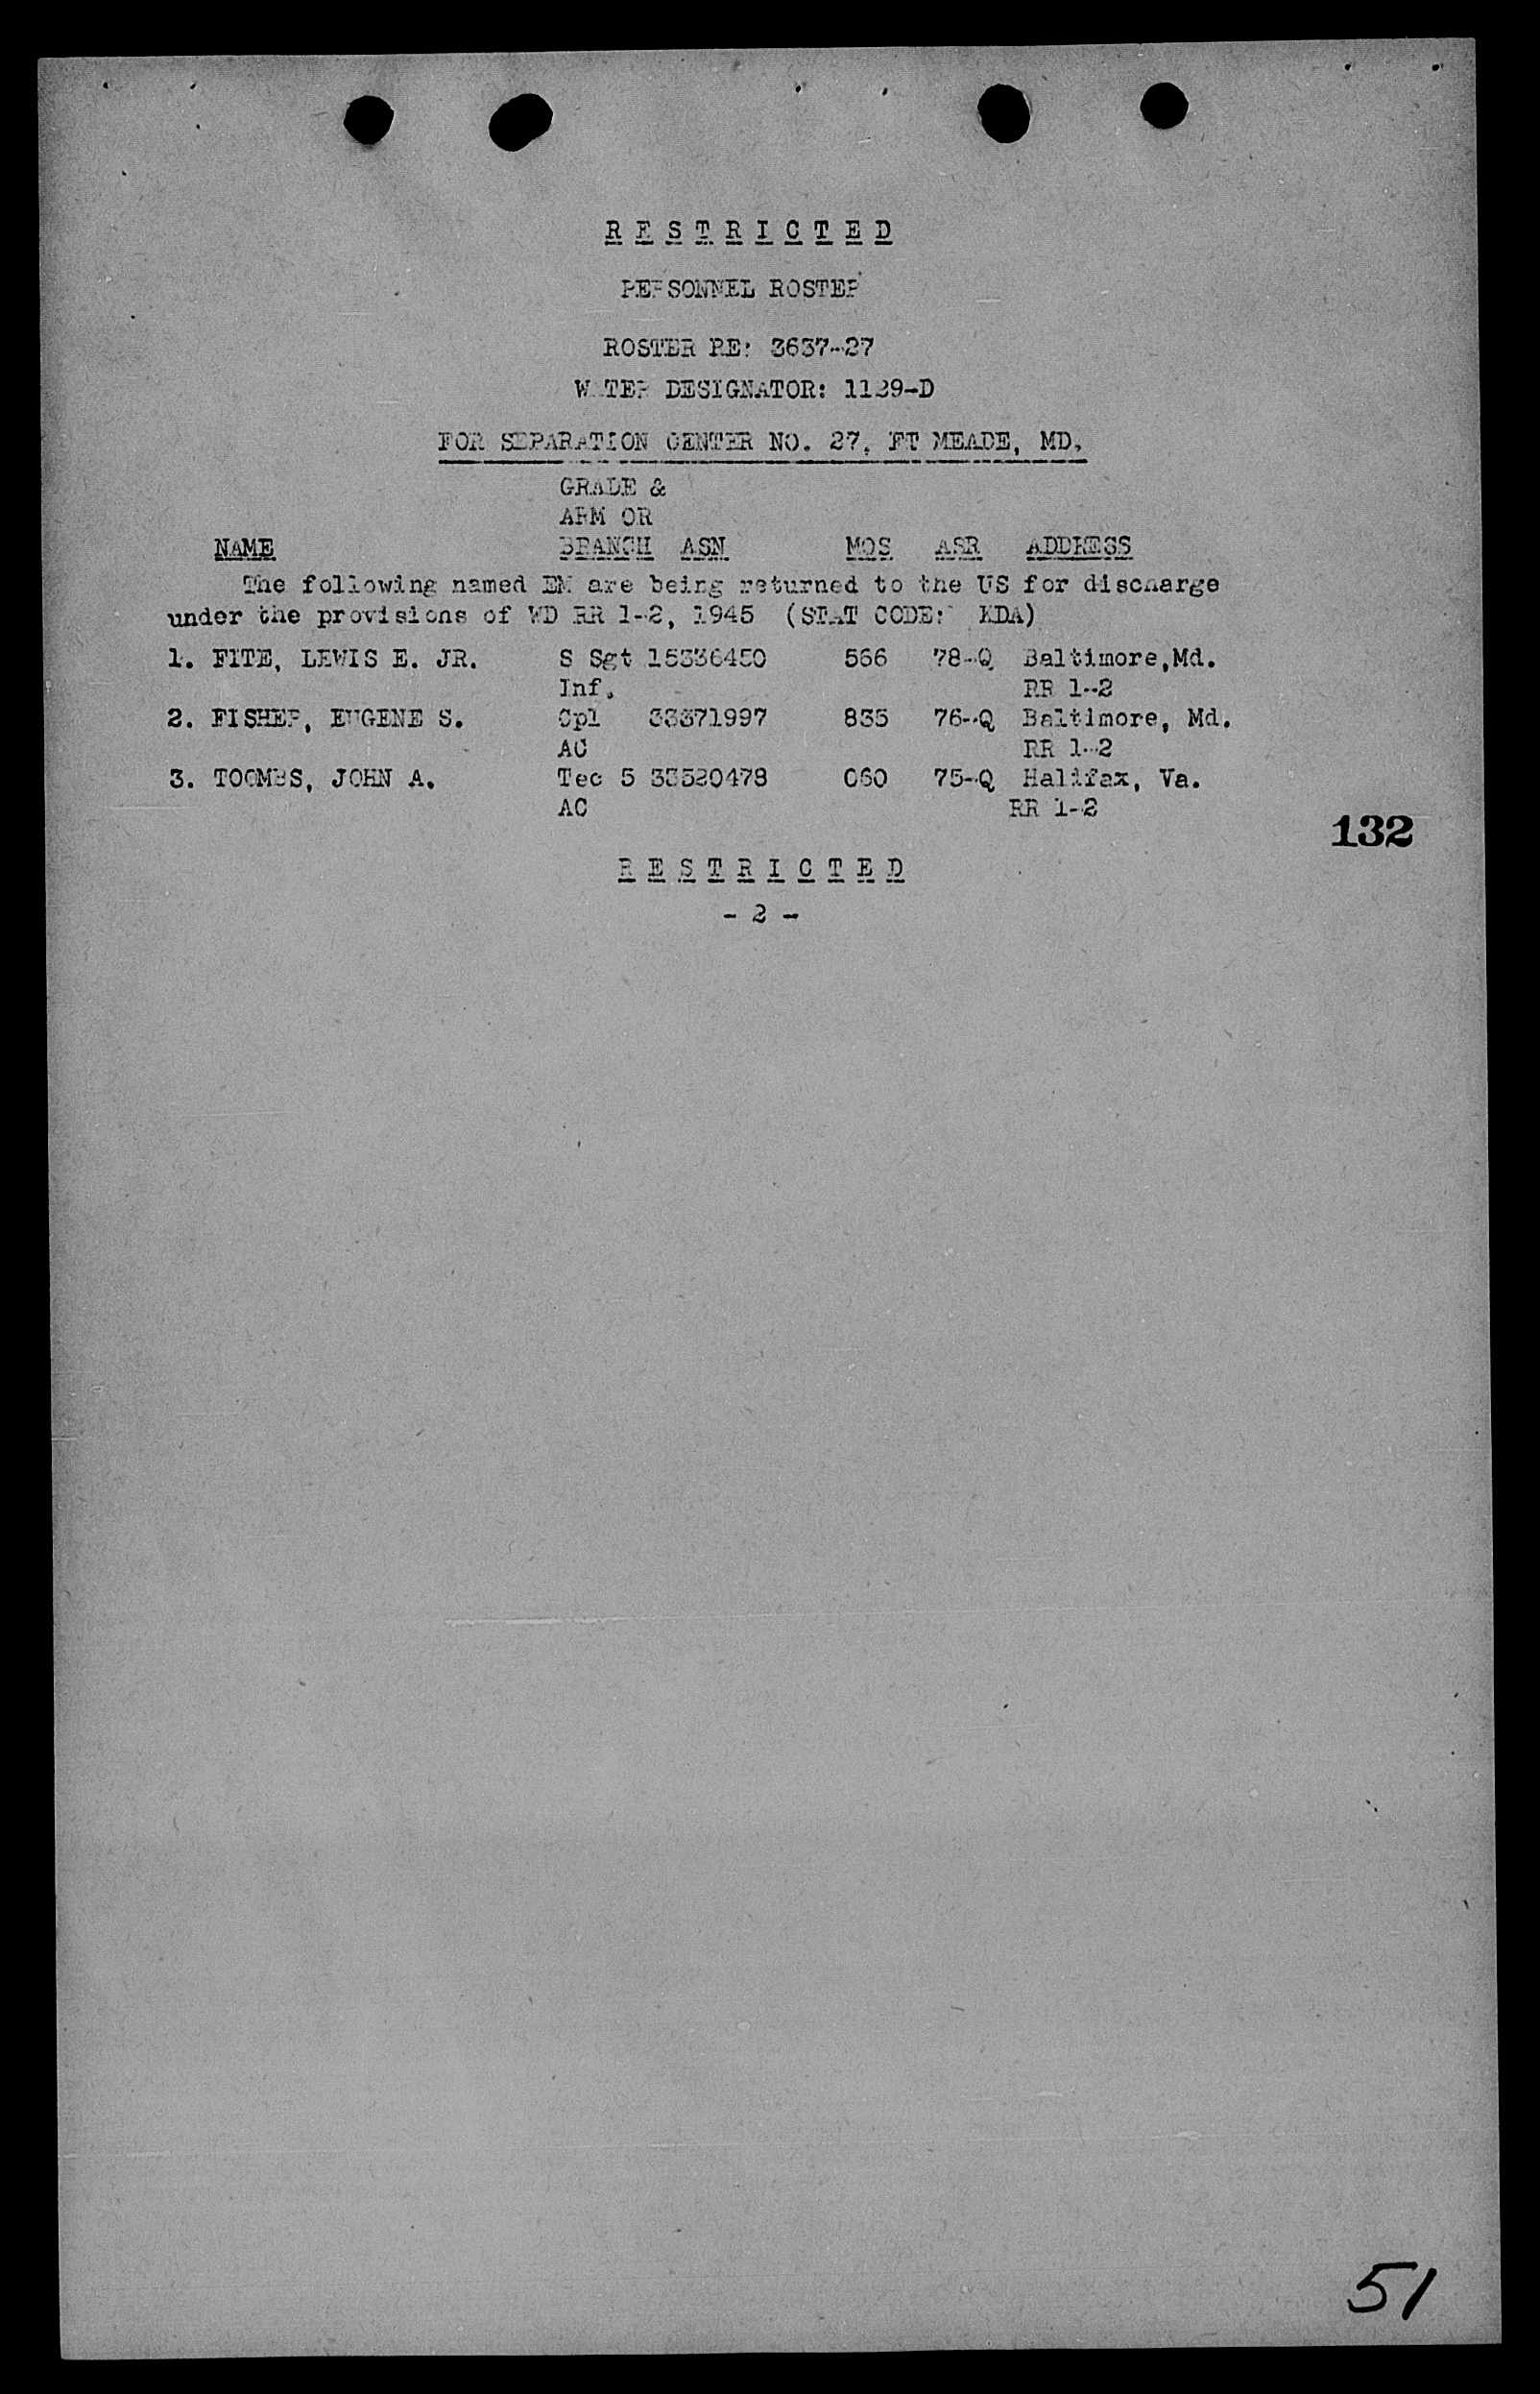 RESTRICTED
PERSONNEL ROSTER
ROSTER RE: 3637-27
WATER DESIGNATOR: 1129-D
FOR SEPARATION CENTER NO. 27, FT MEADE, MD.
GRADE &
ARM OR
NAME BRANCH ASN MOS ASR ADDRESS
The following named EM are being returned to the US for discharge
under the provisions of WD RR 1-2, 1945 (STAT CODE: KDA)
1. FITE, LEWIS E. JR. S Sgt 15336450 566 78-Q Baltimore,Md.
Inf. RR 1-2
2. FISHER, EUGENE S. Cpl 33371997 835 76-Q Baltimore, Md.
AC RR 1-2
3. TOOMBS, JOHN A. Tec 5 33520478 060 75-Q Halifax, Va.
AC RR 1-2
132
RESTRICTED
- 2 -
51